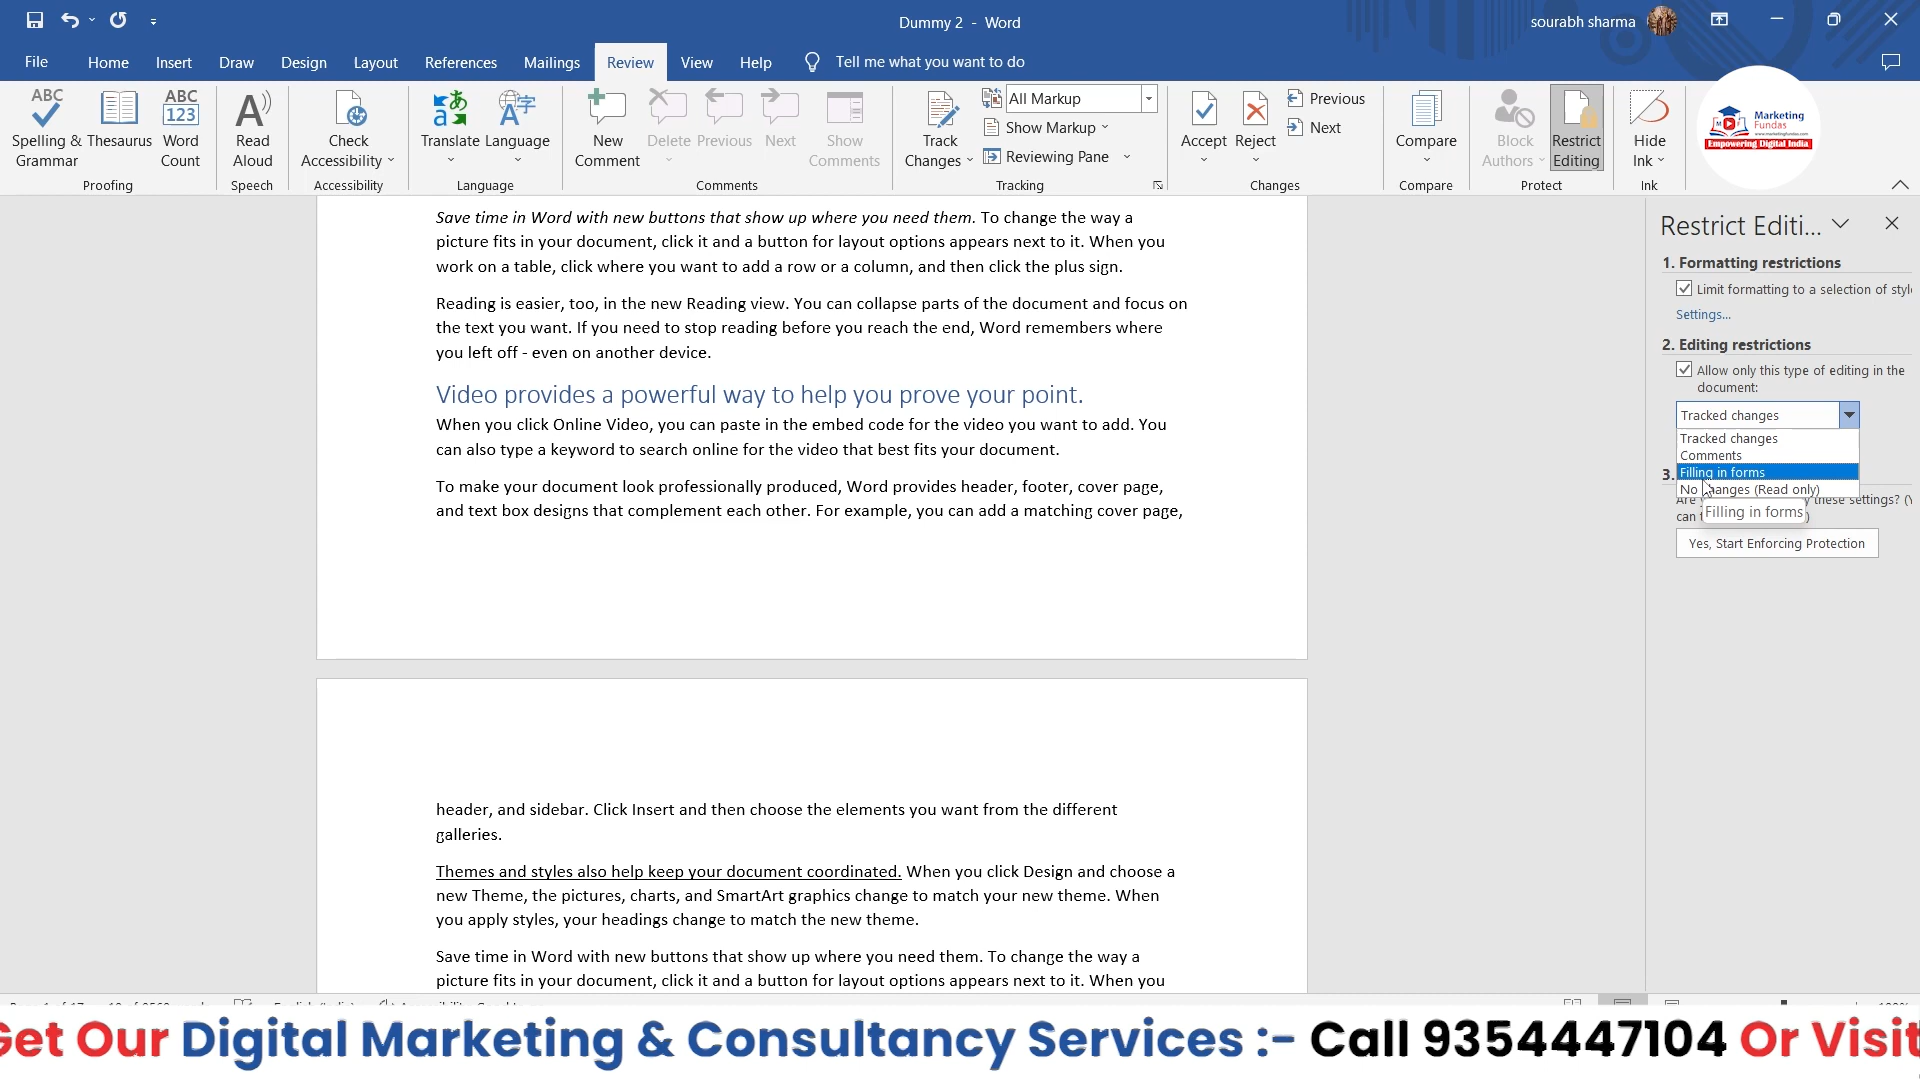 Dummy 2 - Word
sourabh sharma
File Home Insert Draw Design Layout References Mailings Review View Help Tell me what you want to do
ABC
Spelling &
Grammar
Thesaurus
ABC
123
Word
Count
Proofing
Read
Aloud
Speech
Check
Accessibility
Accessibility
Translate
Language
Language
New
Comment
Delete
Previous
Next
Show
Comments
Comments
Track
Changes
All Markup
Show Markup
Reviewing Pane
Tracking
Accept
Reject
Previous
Next
Changes
Compare
Compare
Block
Authors
Restrict
Editing
Protect
Hide
Ink
Ink
Marketing
Fundas
Empowering Digital India
Save time in Word with new buttons that show up where you need them. To change the way a
picture fits in your document, click it and a button for layout options appears next to it. When you
work on a table, click where you want to add a row or a column, and then click the plus sign.
Reading is easier, too, in the new Reading view. You can collapse parts of the document and focus on
the text you want. If you need to stop reading before you reach the end, Word remembers where
you left off - even on another device.
Video provides a powerful way to help you prove your point.
When you click Online Video, you can paste in the embed code for the video you want to add. You
can also type a keyword to search online for the video that best fits your document.
To make your document look professionally produced, Word provides header, footer, cover page,
and text box designs that complement each other. For example, you can add a matching cover page,
header, and sidebar. Click Insert and then choose the elements you want from the different
galleries.
Themes and styles also help keep your document coordinated. When you click Design and choose a
new Theme, the pictures, charts, and SmartArt graphics change to match your new theme. When
you apply styles, your headings change to match the new theme.
Save time in Word with new buttons that show up where you need them. To change the way a
picture fits in your document, click it and a button for layout options appears next to it. When you
Restrict Editi...
1. Formatting restrictions
Limit formatting to a selection of
Settings...
2. Editing restrictions
Allow only this type of editing in the
document:
Tracked changes
Tracked changes
Comments
Filling in forms
No changes (Read only)
3.
these settings?
can
Filling in forms
Yes, Start Enforcing Protection
Get Our Digital Marketing & Consultancy Services :- Call 9354447104 Or Visit